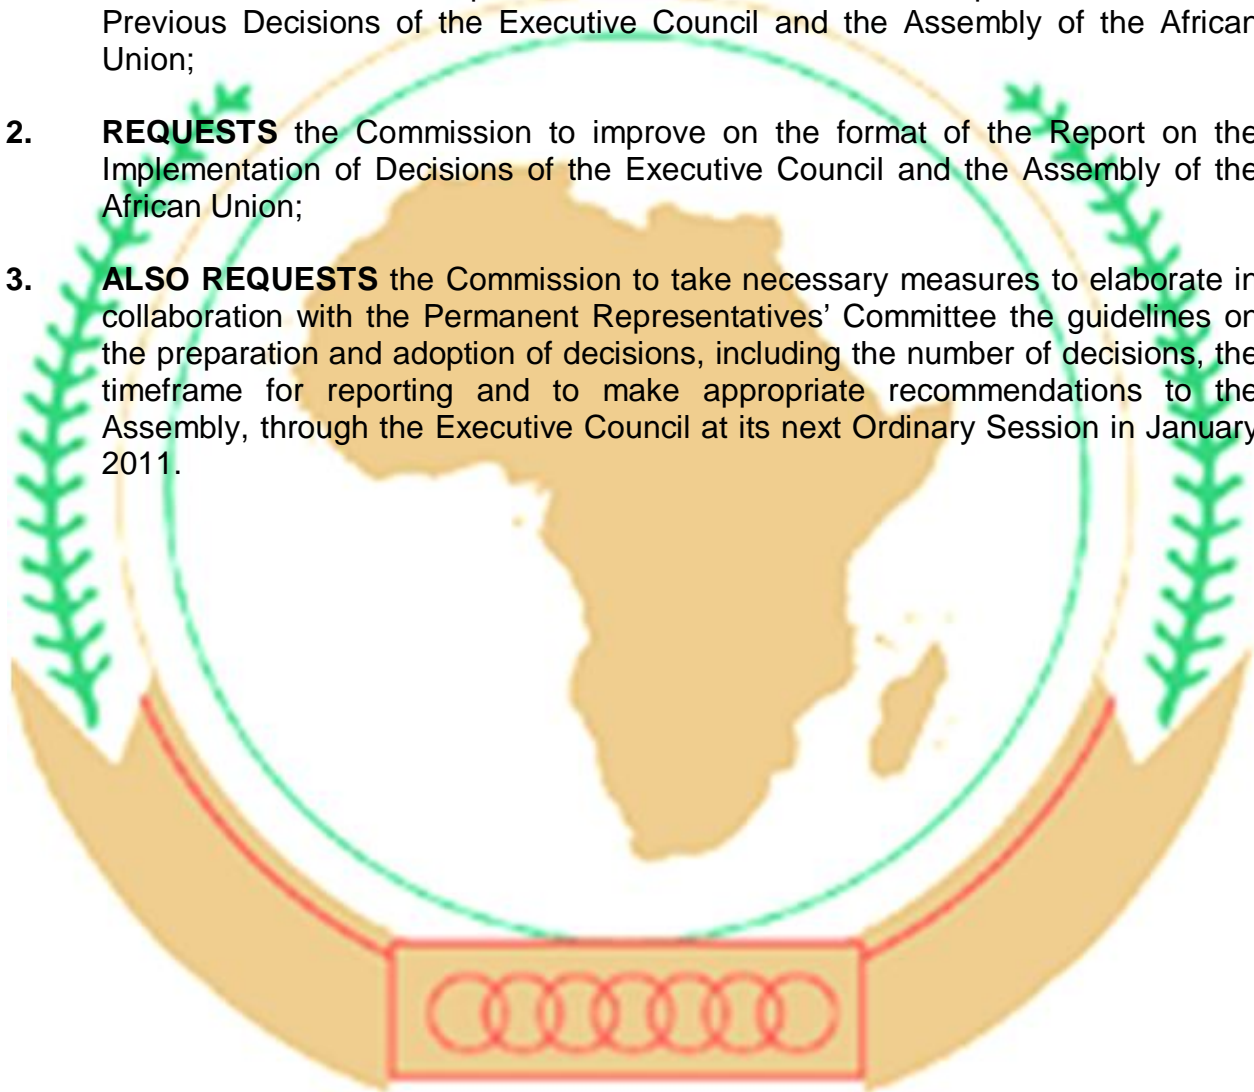 Previous Decisions of the Executive Council and the Assembly of the African
Union;
2. REQUESTS the Commission to improve on the format of the Report on the
Implementation of Decisions of the Executive Council and the Assembly of the
African Union;
3. ALSO REQUESTS the Commission to take necessary measures to elaborate in
collaboration with the Permanent Representatives’ Committee the guidelines on
the preparation and adoption of decisions, including the number of decisions, the
timeframe for reporting and to make appropriate recommendations to the
Assembly, through the Executive Council at its next Ordinary Session in January
2011.